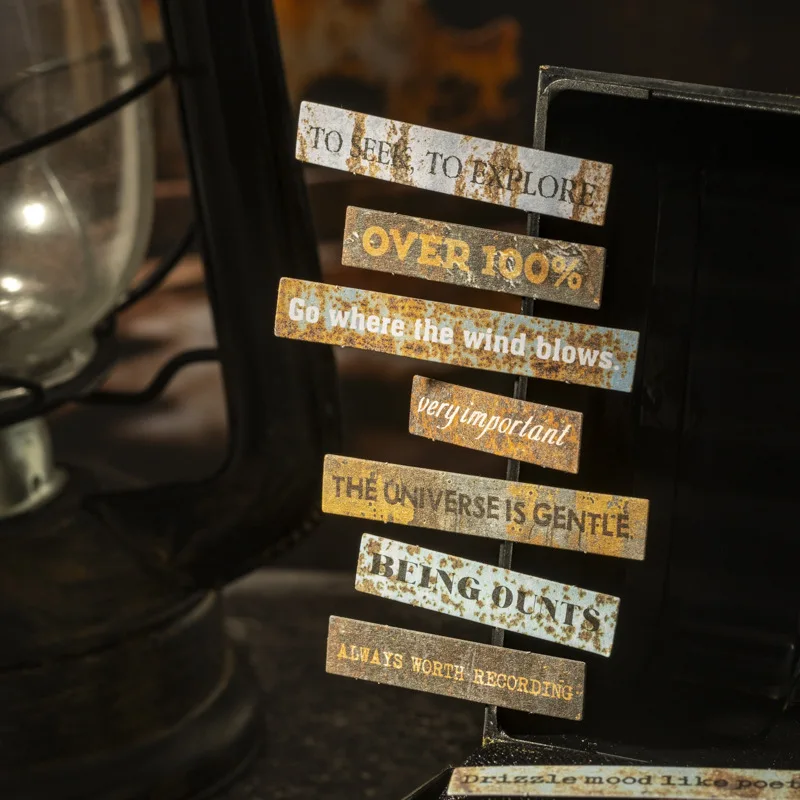 TO SEEK, TO EXPLORE
OVER 100%
Go where the wind blows.
very important
THE UNIVERSE IS GENTLE.
BEING OUNTS
ALWAYS WORTH RECORDING
Drizzle mood like poet